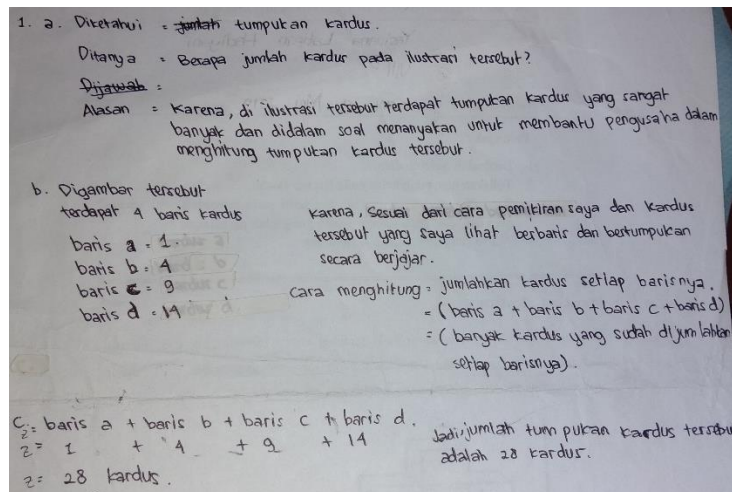 1. a. Diketahui = jumlah tumpukan kardus.
Ditanya = Berapa jumlah kardus pada ilustrasi tersebut?
Dijawab :
Alasan = Karena, di ilustrasi tersebut terdapat tumpukan kardus yang sangat
banyak dan didalam soal menanyakan untuk membantu pengusaha dalam
menghitung tumpukan kardus tersebut.
b. Digambar tersebut
terdapat 4 baris kardus
baris a = 1.
baris b = 4
baris c = 9
baris d = 14
Karena, Sesuai dari cara pemikiran saya dan kardus
tersebut yang saya lihat berbaris dan bertumpukan
secara berjajar.
Cara menghitung = jumlahkan kardus setiap barisnya.
= (baris a + baris b + baris c + baris d)
= (banyak kardus yang sudah dijumlahkan
setiap barisnya).
C. z = baris a + baris b + baris c + baris d.
z = 1 + 4 + 9 + 14
z = 28 kardus.
Jadi, jumlah tumpukan kardus tersebu
adalah 28 kardus.